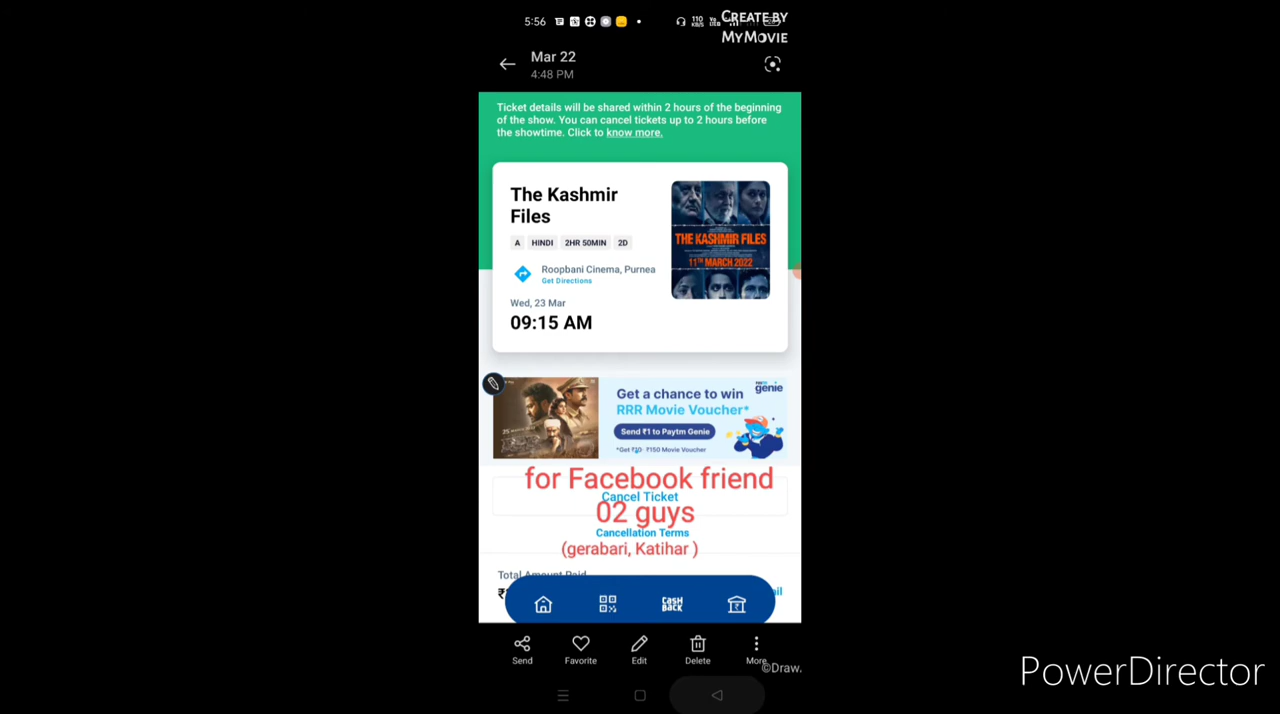 5:56
110 KB/S
CREATE BY
MYMOVIE
Mar 22
4:48 PM
Ticket details will be shared within 2 hours of the beginning
of the show. You can cancel tickets up to 2 hours before
the showtime. Click to know more.
The Kashmir
Files
A HINDI 2HR 50MIN 2D
Roopbani Cinema, Purnea
Get Directions
Wed, 23 Mar
09:15 AM
THE KASHMIR FILES
11TH MARCH 2022
Get a chance to win
RRR Movie Voucher*
Send ₹1 to Paytm Genie
genie
for Facebook friend
Cancel Ticket
02 guys
Cancellation Terms
(gerabari, Katihar )
Total Amount Paid
CASH
BACK
Send Favorite Edit Delete More
©Draw.
PowerDirector